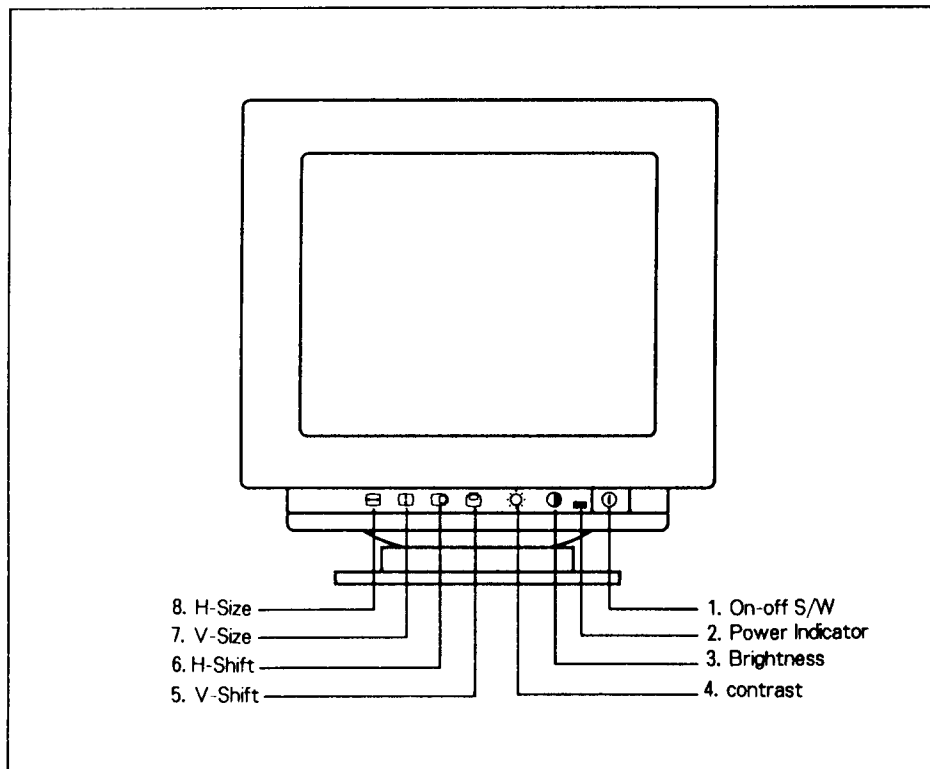 8. H-Size
7. V-Size
6. H-Shift
5. V-Shift
1. On-off S/W
2. Power Indicator
3. Brightness
4. contrast